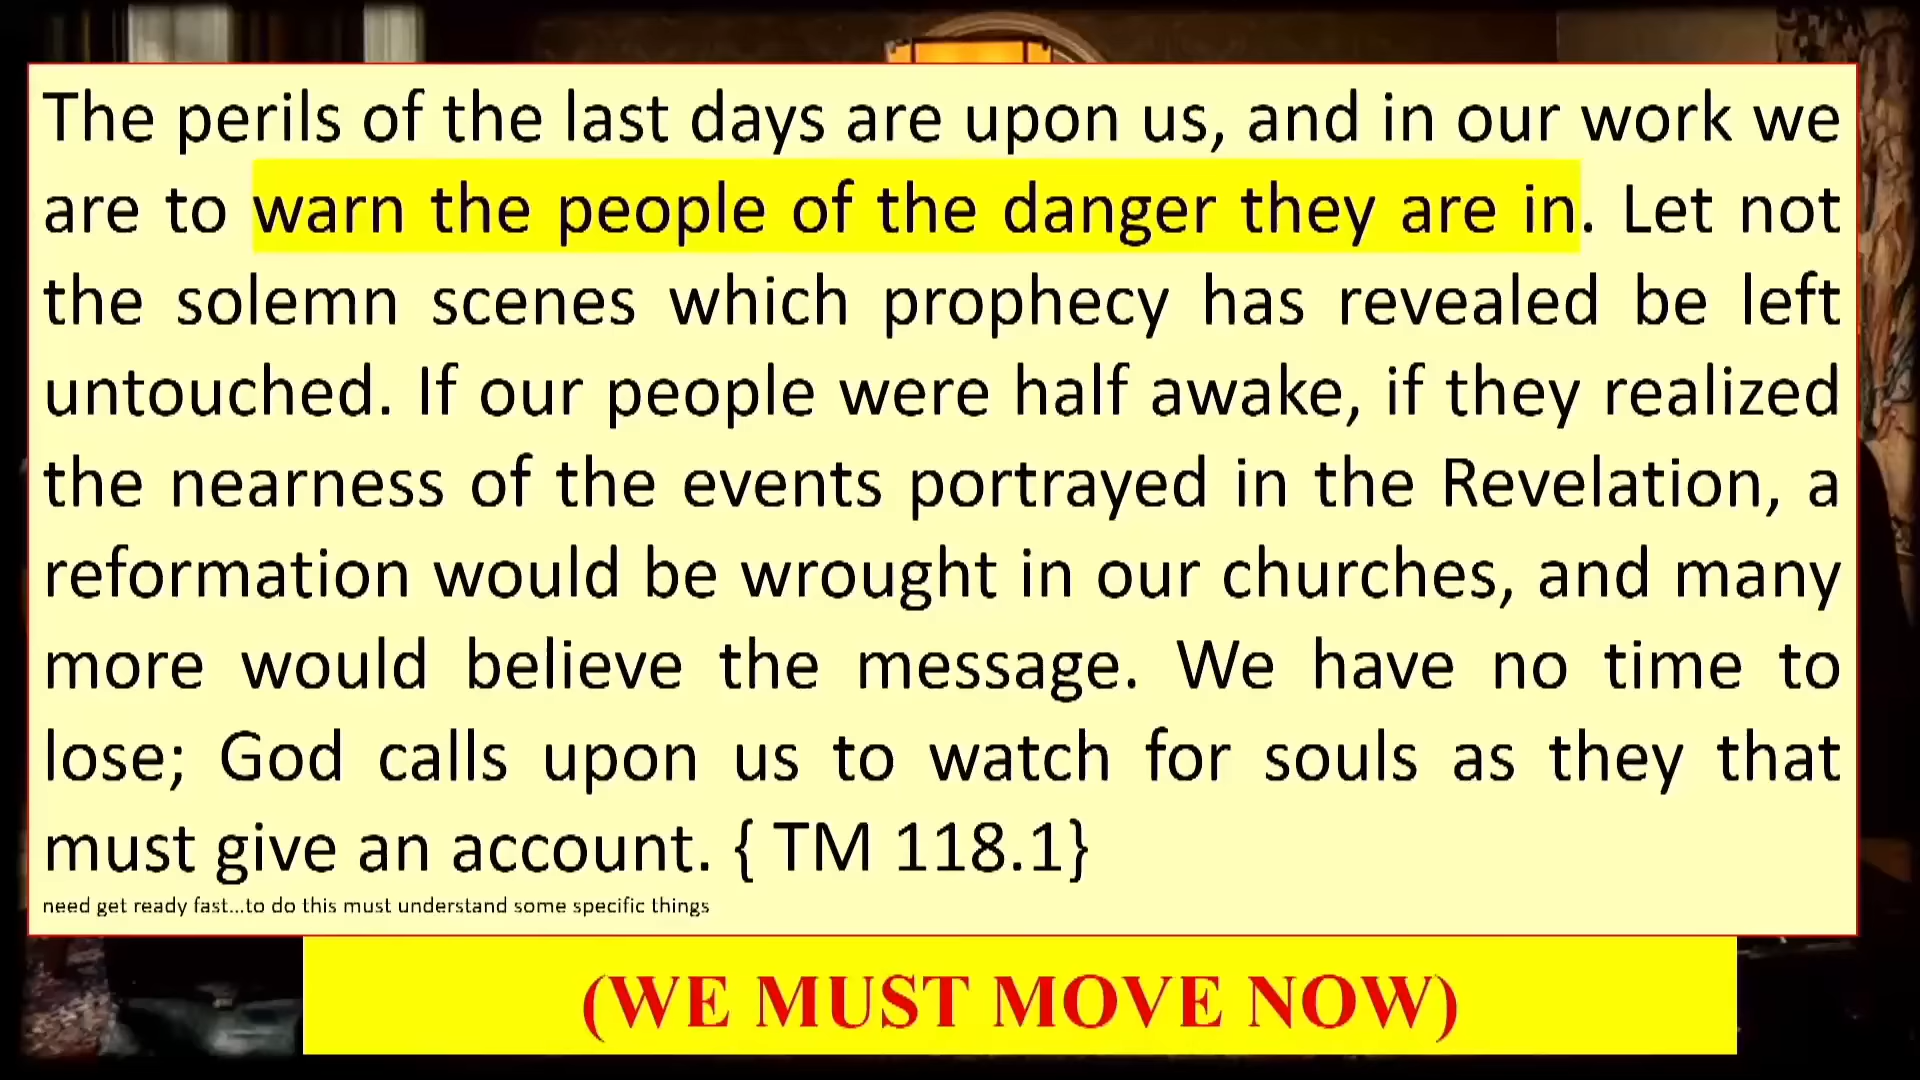 The perils of the last days are upon us, and in our work we
are to warn the people of the danger they are in. Let not
the solemn scenes which prophecy has revealed be left
untouched. If our people were half awake, if they realized
the nearness of the events portrayed in the Revelation, a
reformation would be wrought in our churches, and many
more would believe the message. We have no time to
lose; God calls upon us to watch for souls as they that
must give an account. { TM 118.1}
need get ready fast...to do this must understand some specific things
(WE MUST MOVE NOW)